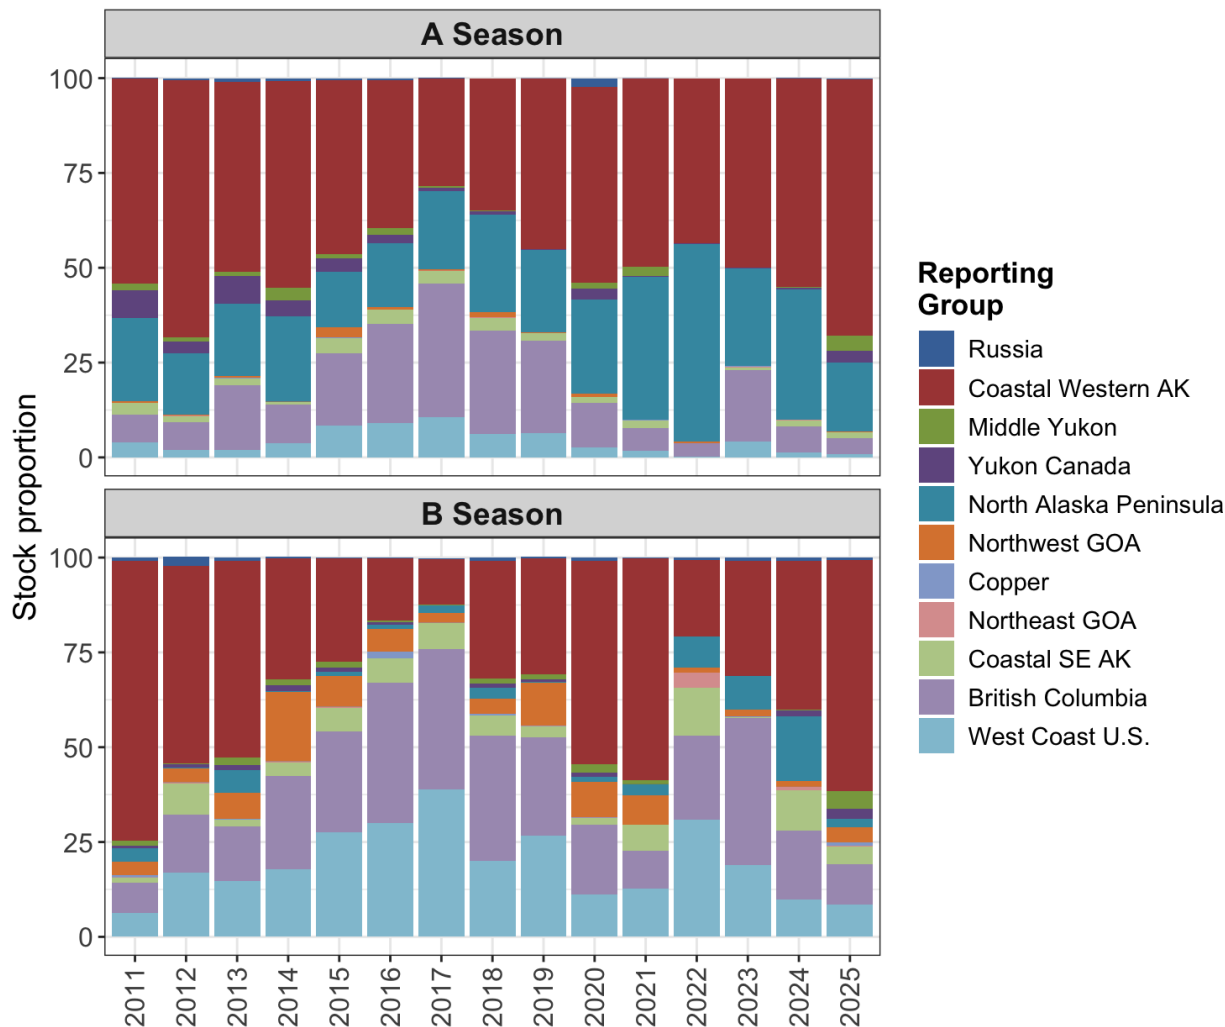 A Season
100
75
50
25
0
B Season
100
75
50
25
0
Stock proportion
2011
2012
2013
2014
2015
2016
2017
2018
2019
2020
2021
2022
2023
2024
2025
Reporting
Group
Russia
Coastal Western AK
Middle Yukon
Yukon Canada
North Alaska Peninsula
Northwest GOA
Copper
Northeast GOA
Coastal SE AK
British Columbia
West Coast U.S.